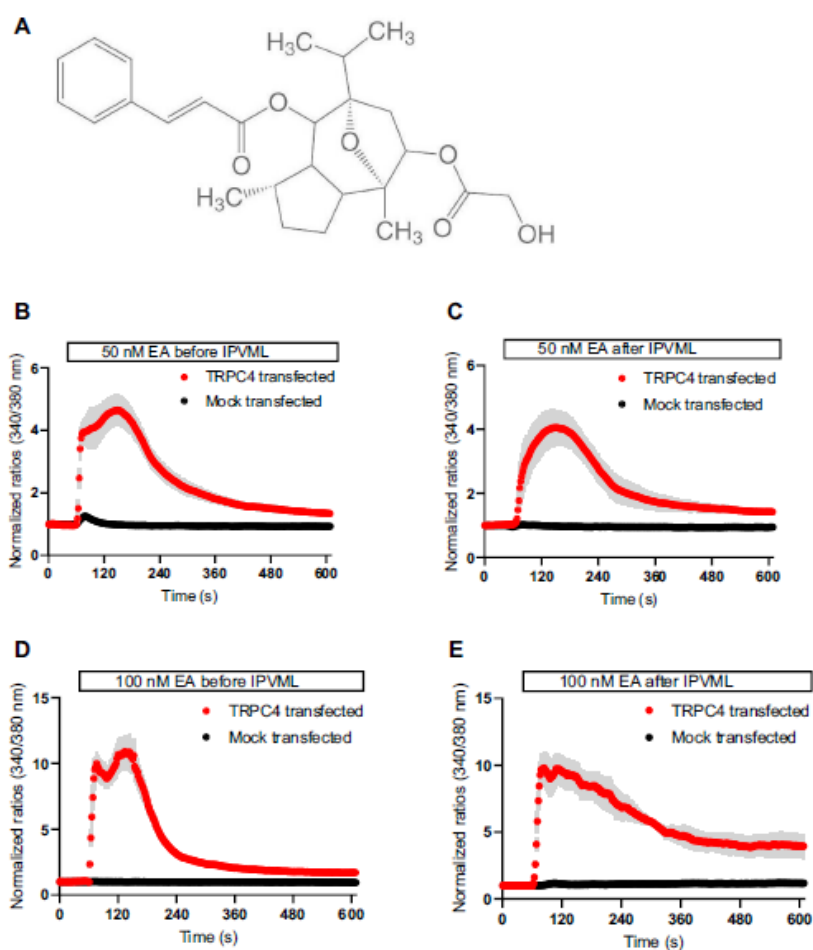 A
H₃C
CH₃
O
O
O
O
H₃C
CH₃
O
OH
B
50 nM EA before IPVML
TRPC4 transfected
Mock transfected
Normalized ratios (340/380 nm)
6
4
2
0
0 120 240 360 480 600
Time (s)
C
50 nM EA after IPVML
TRPC4 transfected
Mock transfected
Normalized ratios (340/380 nm)
6
4
2
0
0 120 240 360 480 600
Time (s)
D
100 nM EA before IPVML
TRPC4 transfected
Mock transfected
Normalized ratios (340/380 nm)
15
10
5
0
0 120 240 360 480 600
Time (s)
E
100 nM EA after IPVML
TRPC4 transfected
Mock transfected
Normalized ratios (340/380 nm)
15
10
5
0
0 120 240 360 480 600
Time (s)